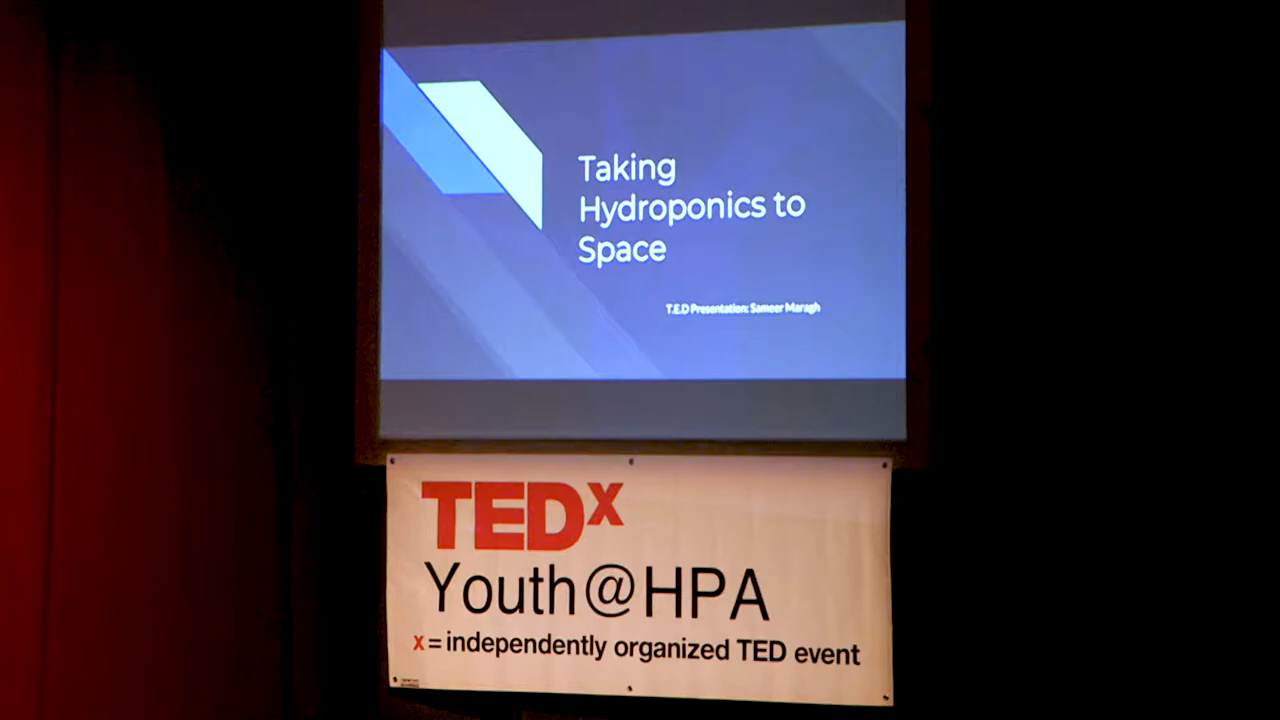 Taking
Hydroponics to
Space
T.E.D Presentation: Sameer Maragh
TEDx
Youth@HPA
x = independently organized TED event